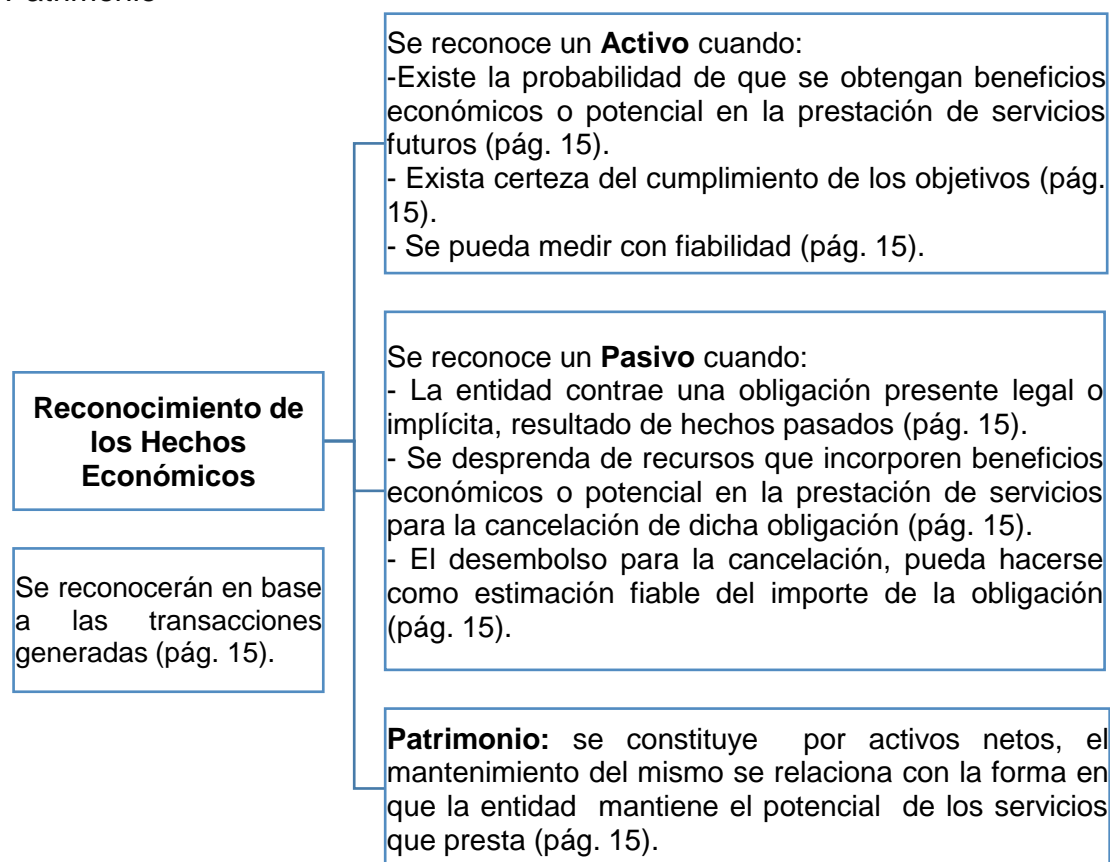 Patrimonio
Se reconoce un Activo cuando:
-Existe la probabilidad de que se obtengan beneficios
económicos o potencial en la prestación de servicios
futuros (pág. 15).
- Exista certeza del cumplimiento de los objetivos (pág.
15).
- Se pueda medir con fiabilidad (pág. 15).
Reconocimiento de
los Hechos
Económicos
Se reconocerán en base
a las transacciones
generadas (pág. 15).
Se reconoce un Pasivo cuando:
- La entidad contrae una obligación presente legal o
implícita, resultado de hechos pasados (pág. 15).
- Se desprenda de recursos que incorporen beneficios
económicos o potencial en la prestación de servicios
para la cancelación de dicha obligación (pág. 15).
- El desembolso para la cancelación, pueda hacerse
como estimación fiable del importe de la obligación
(pág. 15).
Patrimonio: se constituye por activos netos, el
mantenimiento del mismo se relaciona con la forma en
que la entidad mantiene el potencial de los servicios
que presta (pág. 15).